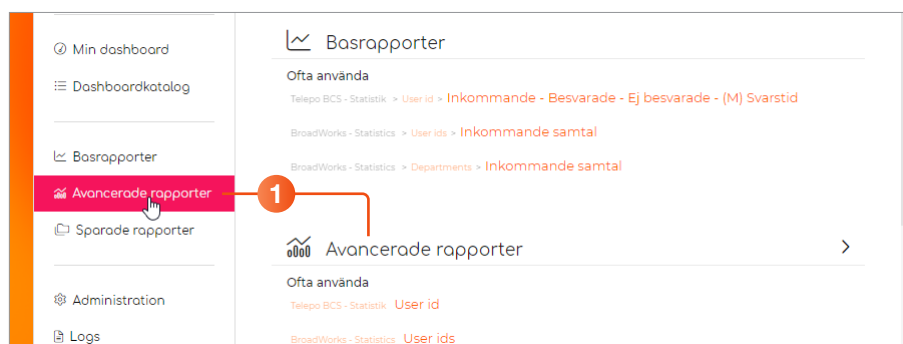 Min dashboard
Dashboardkatalog
Basrapporter
Avancerade rapporter
Sparade rapporter
Administration
Logs
1
Basrapporter
Ofta använda
Telepo BCS - Statistik > User id > Inkommande - Besvarade - Ej besvarade - (M) Svarstid
BroadWorks - Statistics > User ids > Inkommande samtal
BroadWorks - Statistics > Departments > Inkommande samtal
Avancerade rapporter
Ofta använda
Telepo BCS - Statistik User id
BroadWorks - Statistics User ids